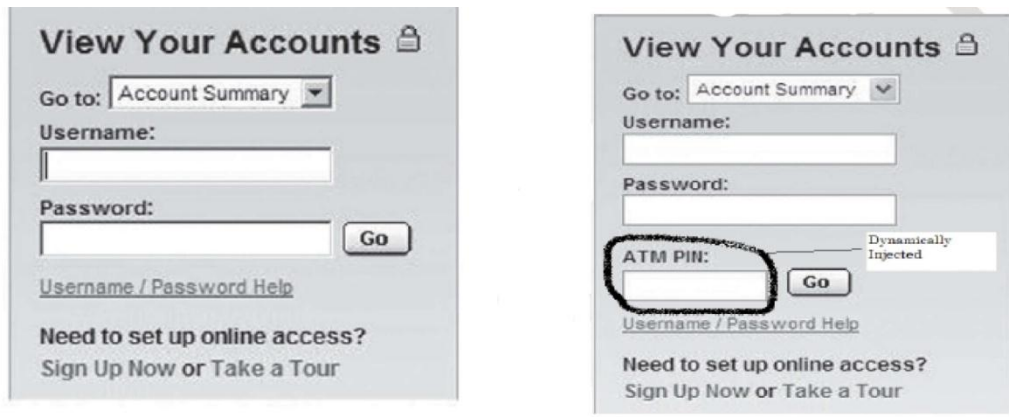 View Your Accounts
Go to: Account Summary
Username:
Password:
Go
Username / Password Help
Need to set up online access?
Sign Up Now or Take a Tour
View Your Accounts
Go to: Account Summary
Username:
Password:
ATM PIN:
Dynamically
Injected
Go
Username / Password Help
Need to set up online access?
Sign Up Now or Take a Tour